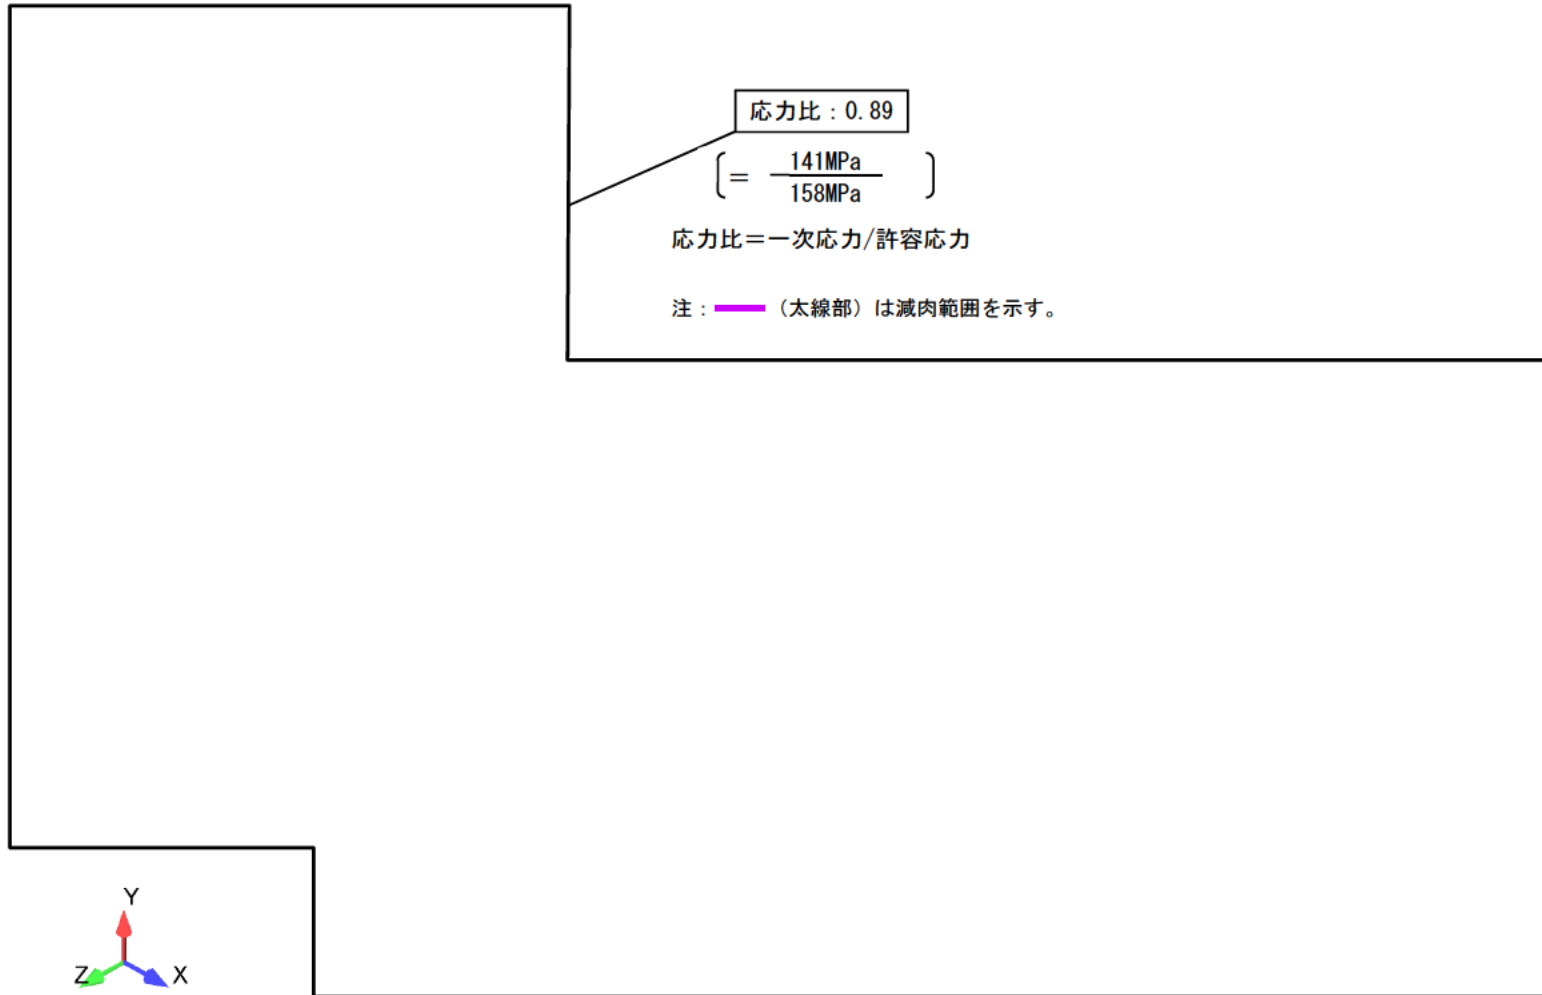 応力比：0.89
〔= 141MPa/158MPa〕
応力比＝一次応力/許容応力
注：（太線部）は減肉範囲を示す。
Y
Z X